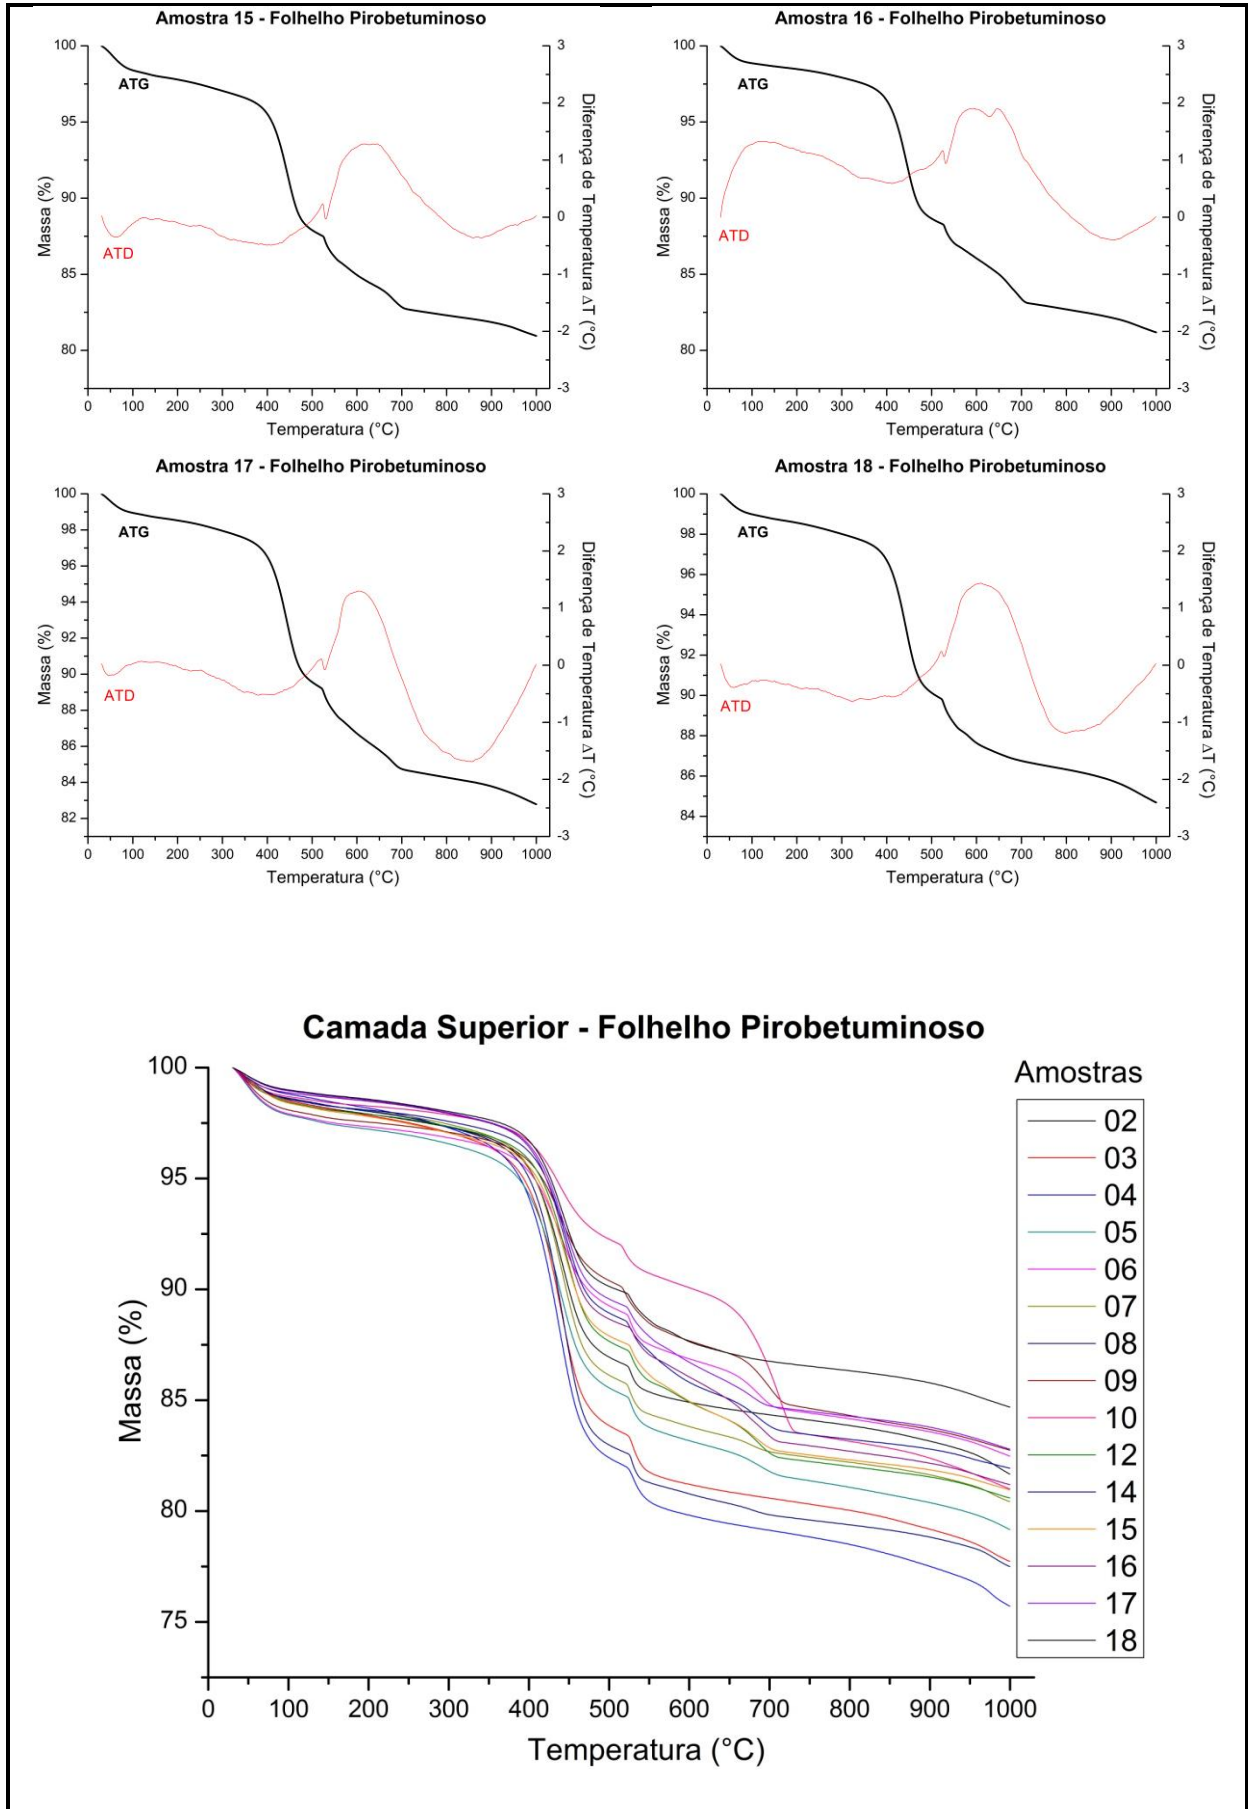 Amostra 15 - Folhelho Pirobetuminoso
100
95
90
85
80
Massa (%)
ATG
ATD
3
2
1
0
-1
-2
-3
Diferença de Temperatura ΔT (°C)
0 100 200 300 400 500 600 700 800 900 1000
Temperatura (°C)
Amostra 16 - Folhelho Pirobetuminoso
100
95
90
85
80
Massa (%)
ATG
ATD
3
2
1
0
-1
-2
-3
Diferença de Temperatura ΔT (°C)
0 100 200 300 400 500 600 700 800 900 1000
Temperatura (°C)
Amostra 17 - Folhelho Pirobetuminoso
100
98
96
94
92
90
88
86
84
82
Massa (%)
ATG
ATD
3
2
1
0
-1
-2
-3
Diferença de Temperatura ΔT (°C)
0 100 200 300 400 500 600 700 800 900 1000
Temperatura (°C)
Amostra 18 - Folhelho Pirobetuminoso
100
98
96
94
92
90
88
86
84
Massa (%)
ATG
ATD
3
2
1
0
-1
-2
-3
Diferença de Temperatura ΔT (°C)
0 100 200 300 400 500 600 700 800 900 1000
Temperatura (°C)
Camada Superior - Folhelho Pirobetuminoso
100
95
90
85
80
75
Massa (%)
0 100 200 300 400 500 600 700 800 900 1000
Temperatura (°C)
Amostras
02
03
04
05
06
07
08
09
10
12
14
15
16
17
18